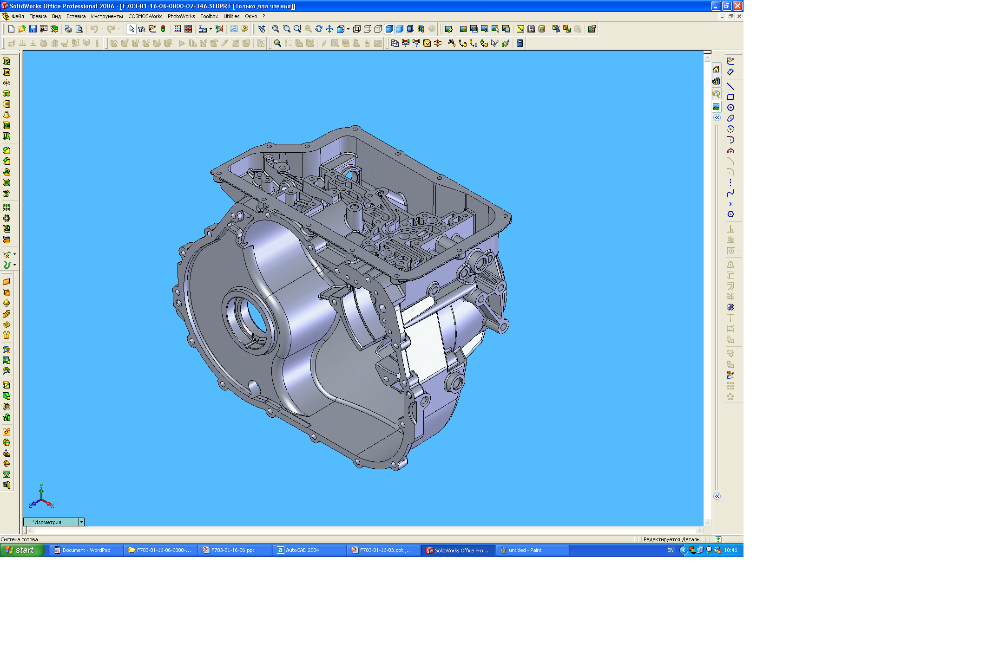 SolidWorks Office Professional 2006 - [F703-01-16-06-0000-02-346.SLDPRT [Только для чтения]]
Файл Правка Вид Вставка Инструменты COSMOSWorks PhotoWorks Toolbox Utilities Окно ?
3D
Y
Z X
*Изометрия
Система готова Редактируется:Деталь
start Document - WordPad F703-01-16-06-0000-... F703-01-16-06.ppt AutoCAD 2004 F703-01-16-03.ppt [... SolidWorks Office Pro... untitled - Paint EN 10:46